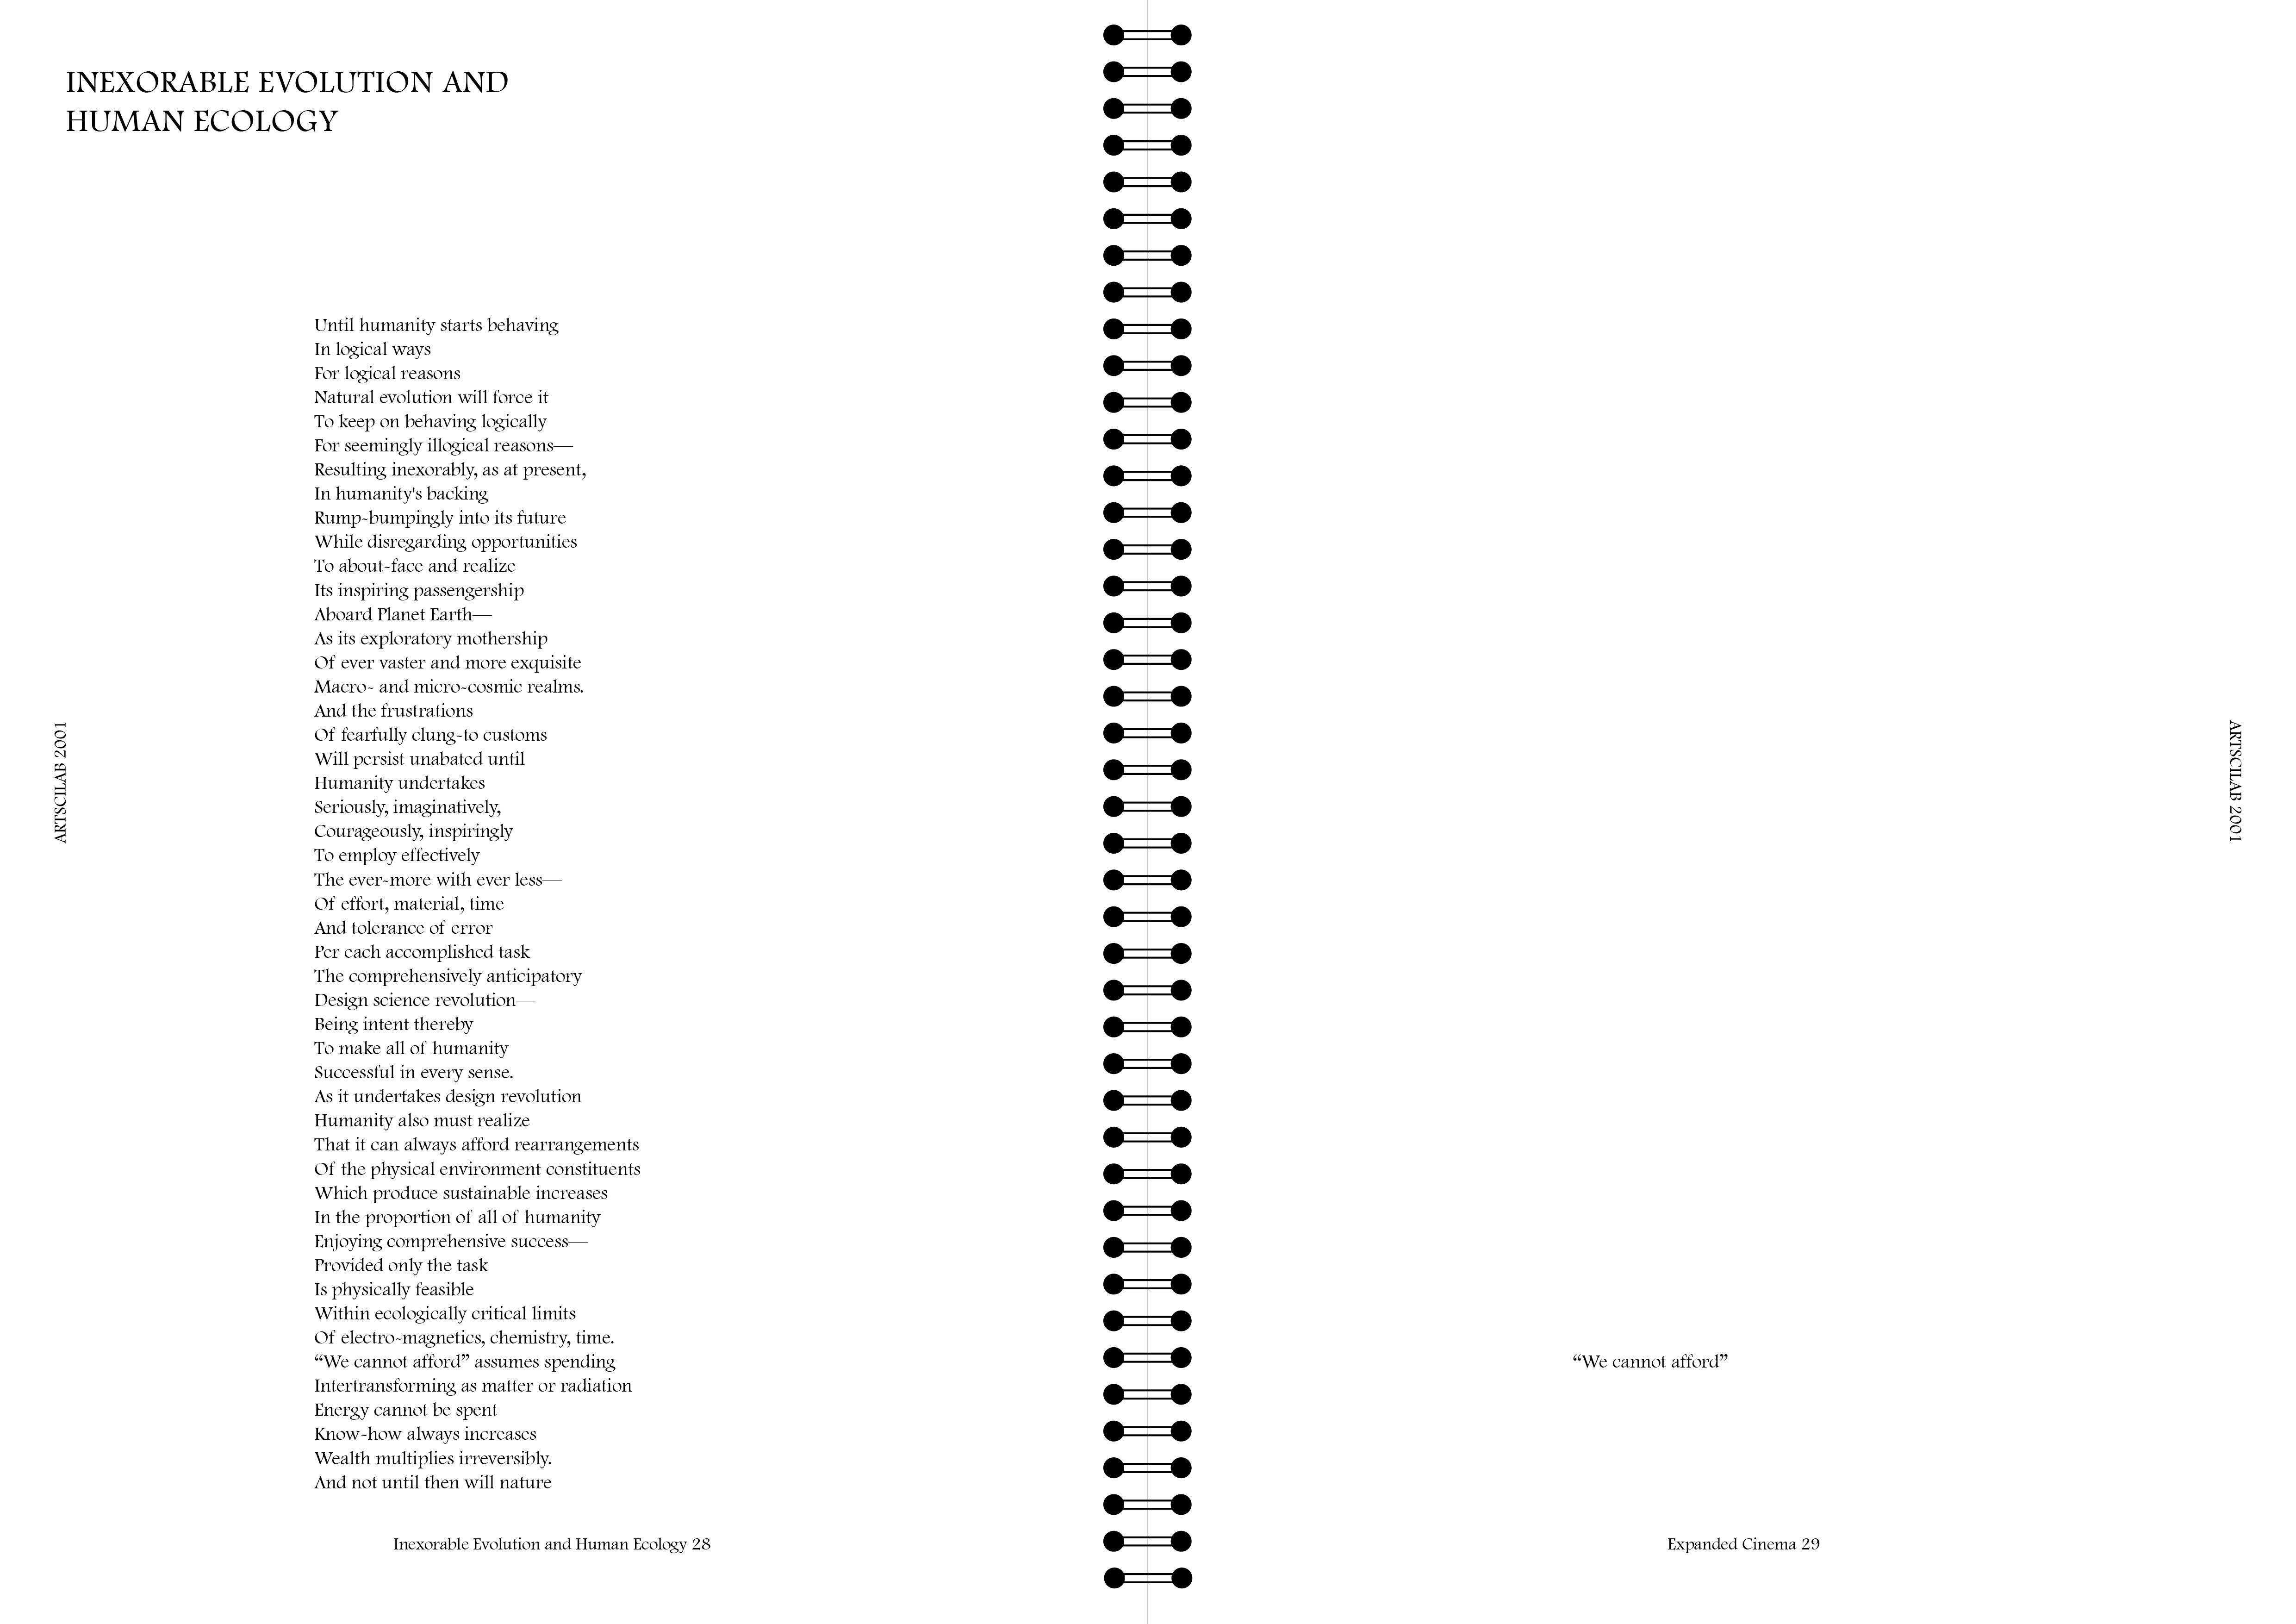 INEXORABLE EVOLUTION AND
HUMAN ECOLOGY
Until humanity starts behaving
In logical ways
For logical reasons
Natural evolution will force it
To keep on behaving logically
For seemingly illogical reasons—
Resulting inexorably, as at present,
In humanity's backing
Rump-bumpingly into its future
While disregarding opportunities
To about-face and realize
Its inspiring passengership
Aboard Planet Earth—
As its exploratory mothership
Of ever vaster and more exquisite
Macro- and micro-cosmic realms.
And the frustrations
Of fearfully clung-to customs
Will persist unabated until
Humanity undertakes
Seriously, imaginatively,
Courageously, inspiringly
To employ effectively
The ever-more with ever less—
Of effort, material, time
And tolerance of error
Per each accomplished task
The comprehensively anticipatory
Design science revolution—
Being intent thereby
To make all of humanity
Successful in every sense.
As it undertakes design revolution
Humanity also must realize
That it can always afford rearrangements
Of the physical environment constituents
Which produce sustainable increases
In the proportion of all of humanity
Enjoying comprehensive success—
Provided only the task
Is physically feasible
Within ecologically critical limits
Of electro-magnetics, chemistry, time.
“We cannot afford” assumes spending
Intertransforming as matter or radiation
Energy cannot be spent
Know-how always increases
Wealth multiplies irreversibly.
And not until then will nature
ARTSCILAB 2001
Inexorable Evolution and Human Ecology 28
“We cannot afford”
ARTSCILAB 2001
Expanded Cinema 29